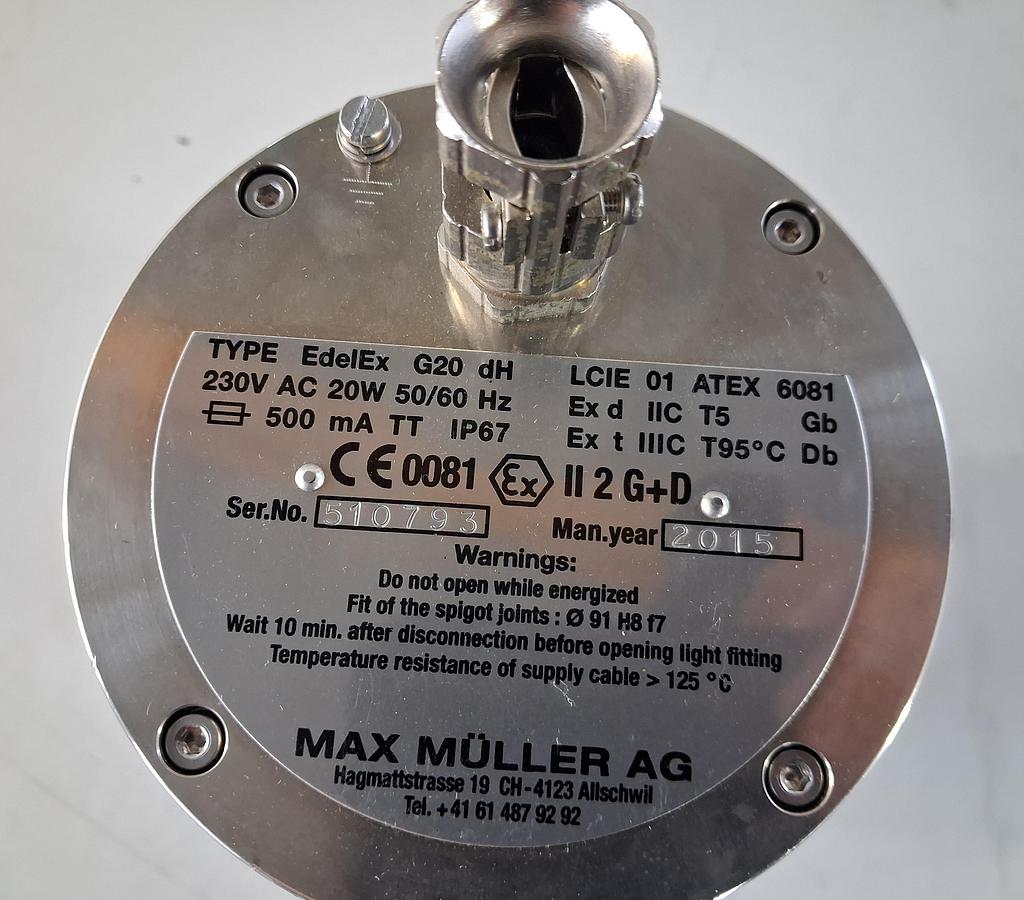 TYPE EdelEx G20 dH
230V AC 20W 50/60 Hz
500 mA TT IP67
LCIE 01 ATEX 6081
Ex d IIC T5 Gb
Ex t IIIC T95°C Db
CE 0081 Ex II 2 G+D
Ser.No. 510793
Man.year 2015
Warnings:
Do not open while energized
Fit of the spigot joints : Ø 91 H8 f7
Wait 10 min. after disconnection before opening light fitting
Temperature resistance of supply cable > 125 °C
MAX MÜLLER AG
Hagmattstrasse 19 CH-4123 Allschwil
Tel. +41 61 487 92 92